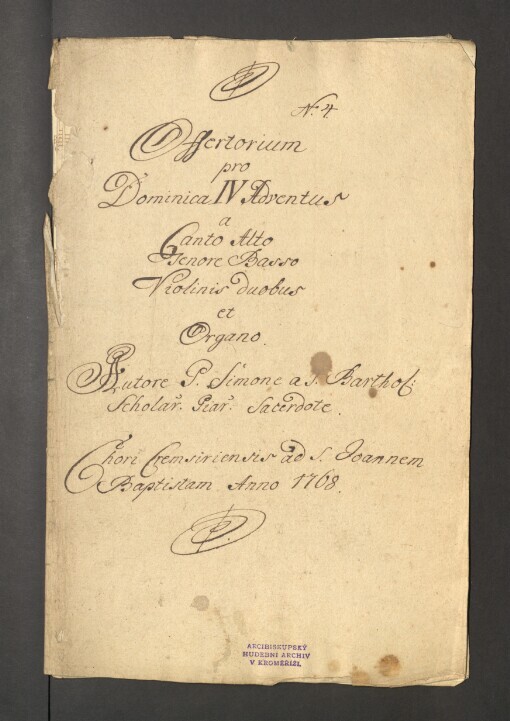 N: 4
Offertorium
pro
Dominica IV Adventus
a
Canto Alto
Tenore Basso
Violinis duobus
et
Organo.
Autore P. Simone a S. Barthol:
Scholar. Piar. Sacerdote.
Chori Cremsiriensis ad S. Joannem
Baptistam Anno 1768.
ARCIBISKUPSKÝ
HUDEBNÍ ARCHIV
V KROMĚŘÍŽI.